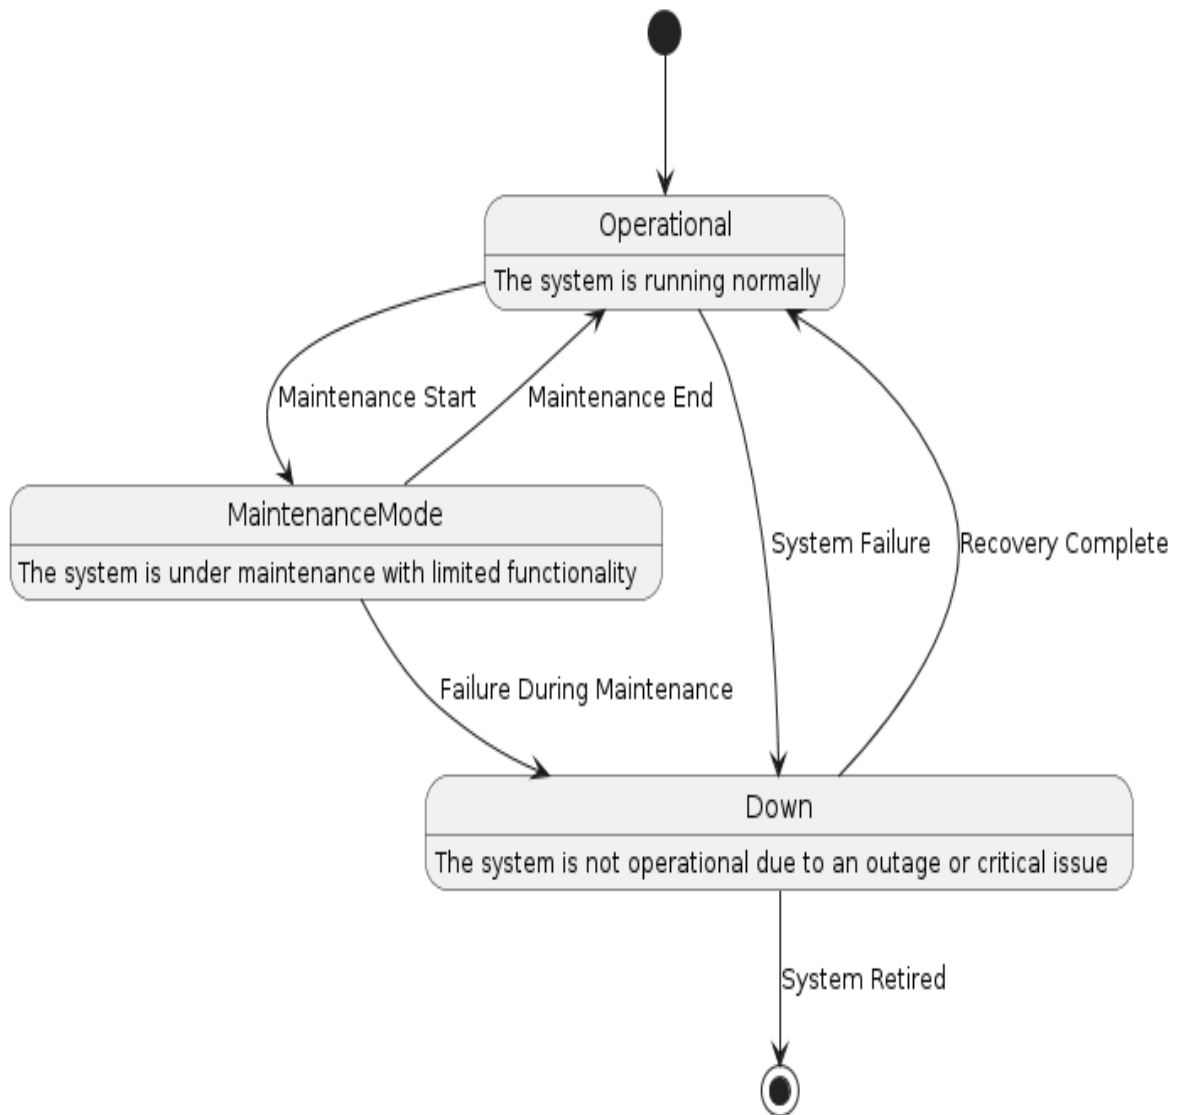 Operational
The system is running normally
Maintenance Start
Maintenance End
MaintenanceMode
The system is under maintenance with limited functionality
System Failure
Recovery Complete
Failure During Maintenance
Down
The system is not operational due to an outage or critical issue
System Retired